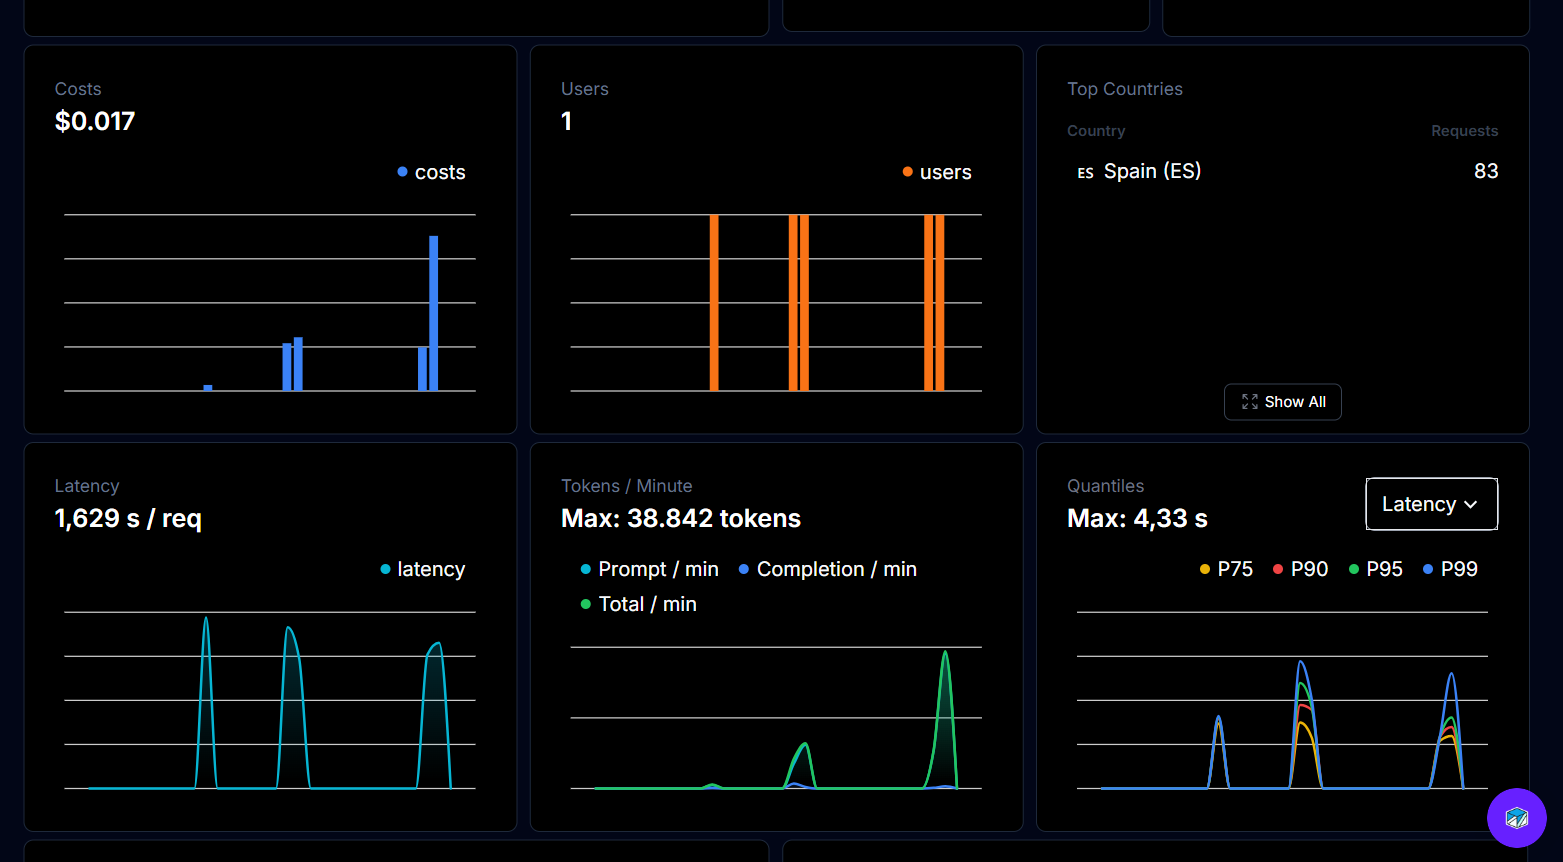 Costs
$0.017
costs
Users
1
users
Top Countries
Country Requests
ES Spain (ES) 83
Show All
Latency
1,629 s / req
latency
Tokens / Minute
Max: 38.842 tokens
Prompt / min Completion / min
Total / min
Quantiles
Max: 4,33 s
Latency
P75 P90 P95 P99